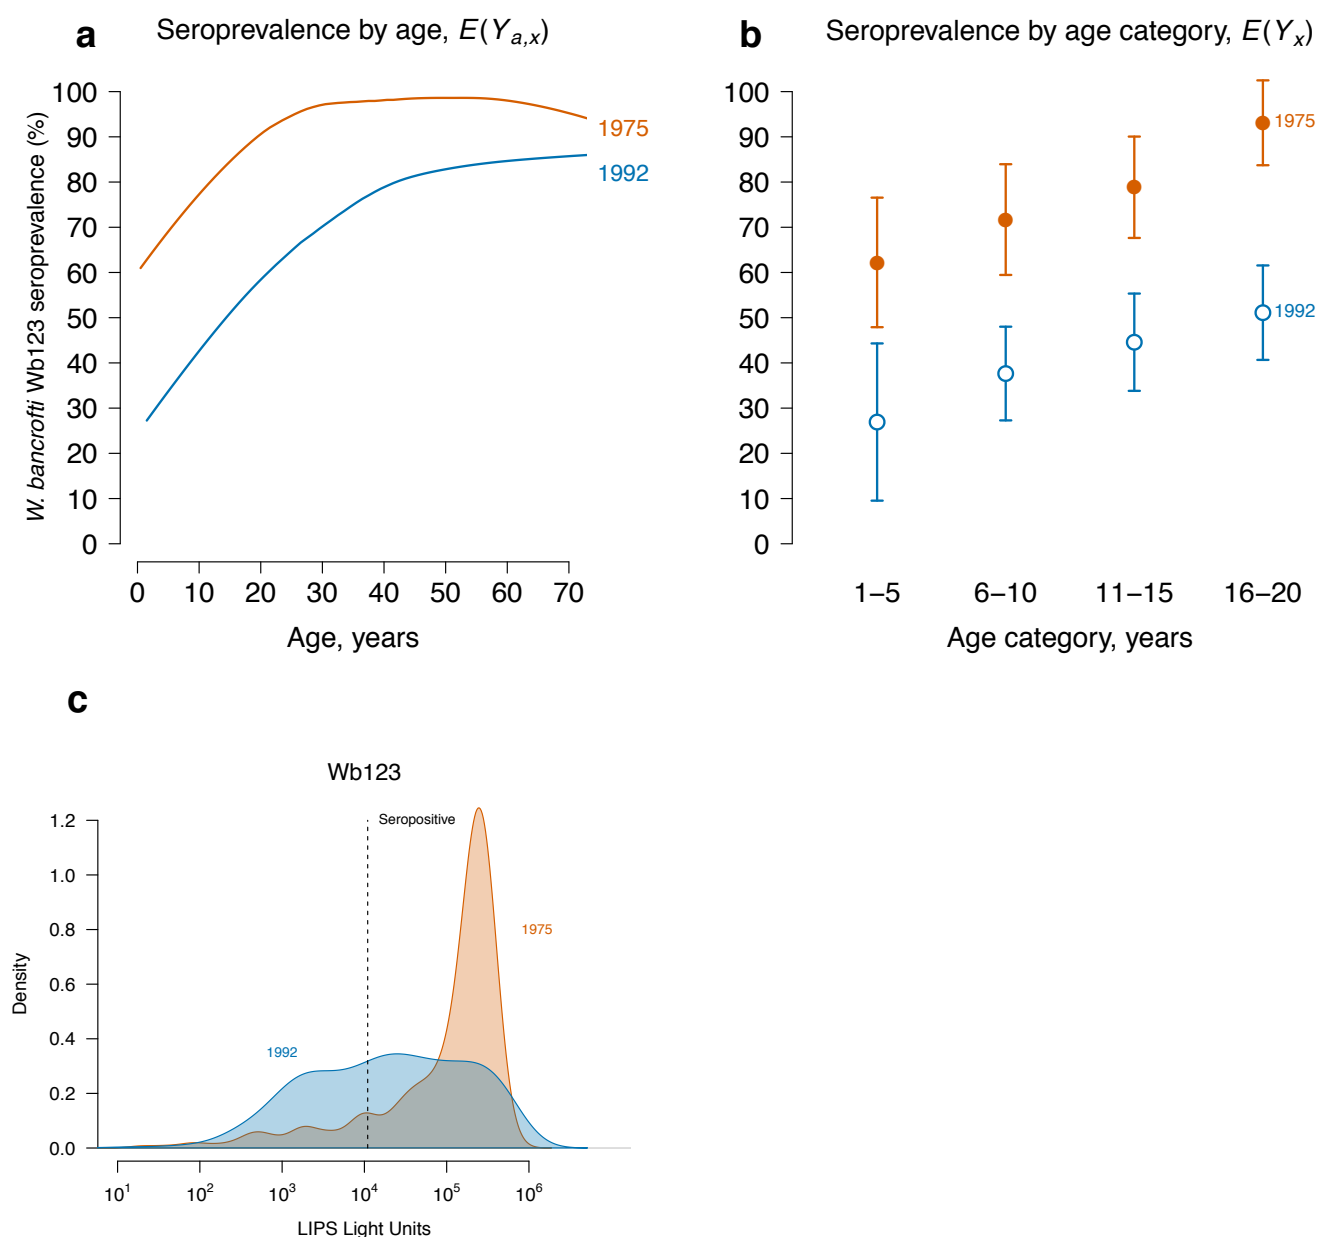 a
Seroprevalence by age, E(Yₐ,ₓ)
W. bancrofti Wb123 seroprevalence (%)
100
90
80
70
60
50
40
30
20
10
0
1975
1992
0 10 20 30 40 50 60 70
Age, years
b
Seroprevalence by age category, E(Yₓ)
100
90
80
70
60
50
40
30
20
10
0
1975
1992
1–5 6–10 11–15 16–20
Age category, years
c
Wb123
Density
1.2
1.0
0.8
0.6
0.4
0.2
0.0
Seropositive
1975
1992
10¹ 10² 10³ 10⁴ 10⁵ 10⁶
LIPS Light Units